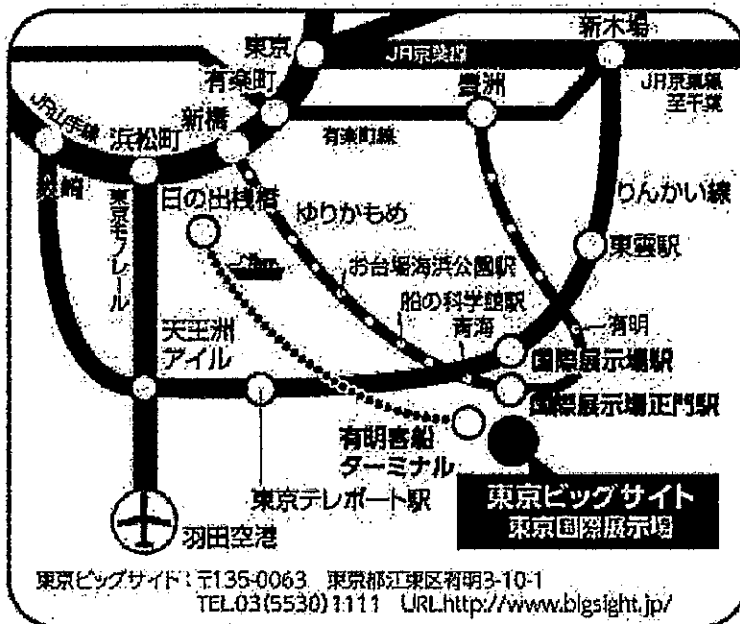 東京
新木場
JR京葉線
有楽町
豊洲
JR京葉線
至千葉
JR山手線
新橋
浜松町
有楽町線
大崎
東京モノレール
日の出桟橋
ゆりかもめ
りんかい線
東雲駅
お台場海浜公園駅
船の科学館駅
青海
有明
天王洲
アイル
国際展示場駅
国際展示場正門駅
有明客船
ターミナル
東京テレポート駅
東京ビッグサイト
東京国際展示場
羽田空港
東京ビッグサイト:〒135-0063 東京都江東区有明3-10-1
TEL.03(5530)1111 URL.http://www.bigsight.jp/